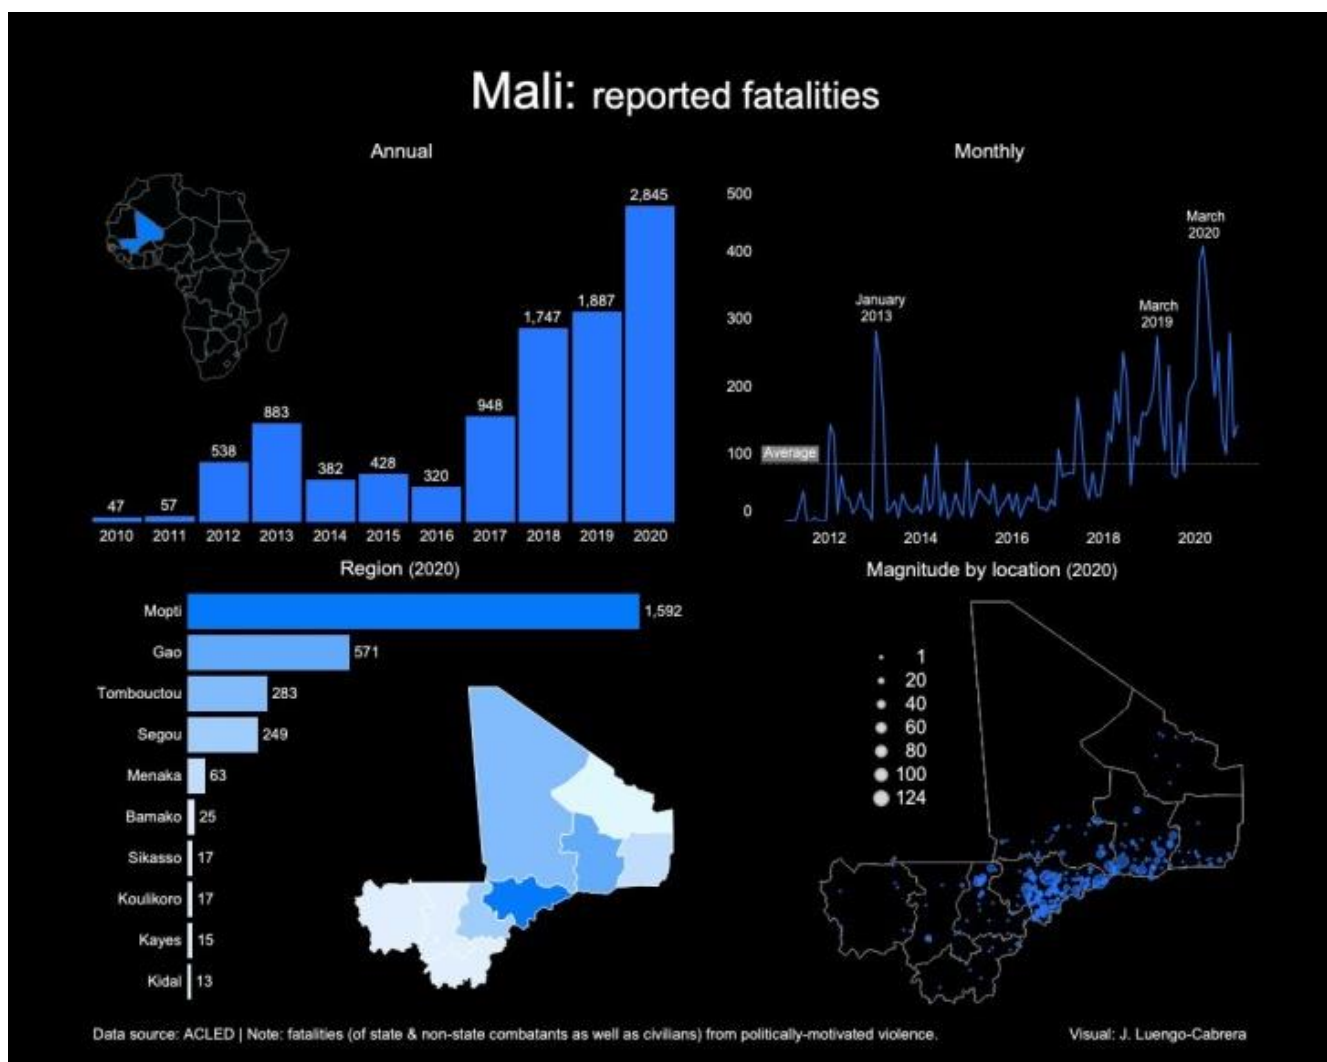 Mali: reported fatalities
Annual
2,845
1,887
1,747
948
883
538
428
382
320
57
47
2010 2011 2012 2013 2014 2015 2016 2017 2018 2019 2020
Monthly
500
400
300
200
100
0
Average
January
2013
March
2019
March
2020
2012 2014 2016 2018 2020
Region (2020)
Mopti 1,592
Gao 571
Tombouctou 283
Segou 249
Menaka 63
Bamako 25
Sikasso 17
Koulikoro 17
Kayes 15
Kidal 13
Magnitude by location (2020)
1
20
40
60
80
100
124
Data source: ACLED | Note: fatalities (of state & non-state combatants as well as civilians) from politically-motivated violence.
Visual: J. Luengo-Cabrera